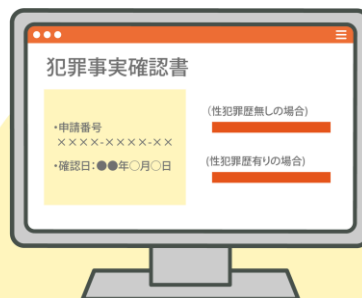 犯罪事実確認書
・申請番号
××××-××××-××
・確認日:●●年○月○日
(性犯罪歴無しの場合)
(性犯罪歴有りの場合)